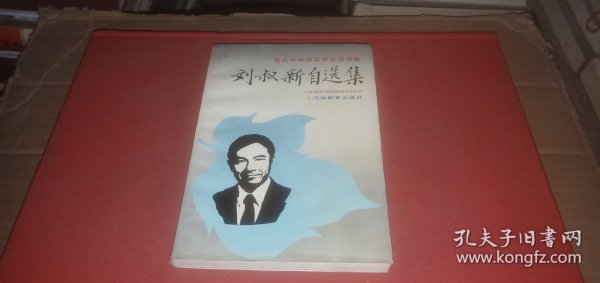 著名中年语言学家自选集
刘叔新自选集
LIUSHUXINZIXUANJI
河南教育出版社
孔夫子旧书网
www.kongfz.com